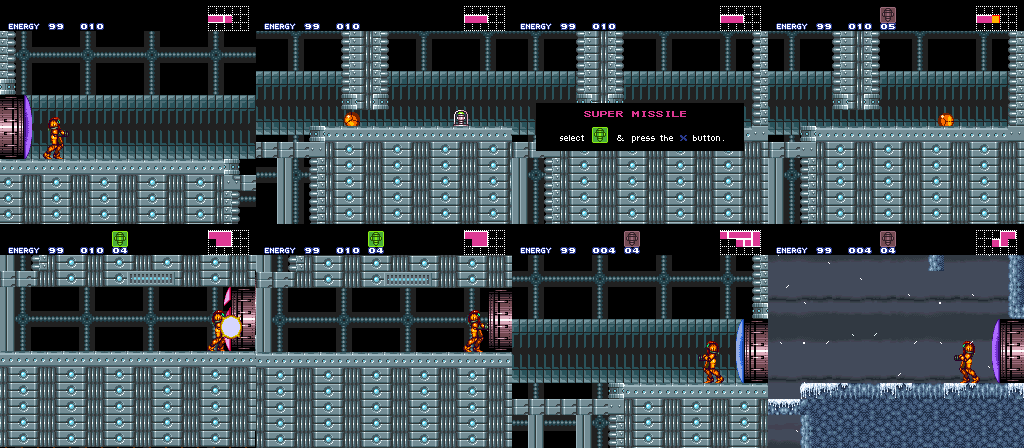 ENERGY 99 010
ENERGY 99 010
ENERGY 99 010
ENERGY 99 010 05
SUPER MISSILE
select & press the X button.
ENERGY 99 010 04
ENERGY 99 010 04
ENERGY 99 004 04
ENERGY 99 004 04